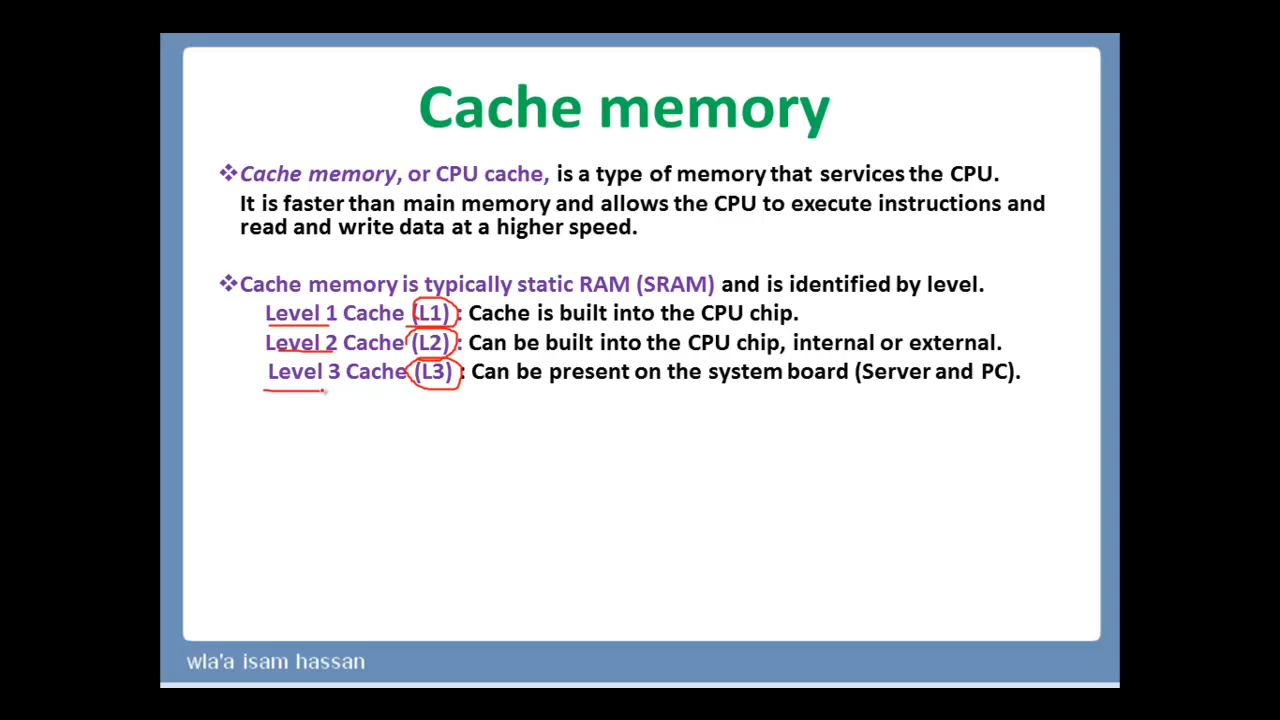 Cache memory
❖Cache memory, or CPU cache, is a type of memory that services the CPU.
It is faster than main memory and allows the CPU to execute instructions and
read and write data at a higher speed.
❖Cache memory is typically static RAM (SRAM) and is identified by level.
Level 1 Cache (L1) : Cache is built into the CPU chip.
Level 2 Cache (L2) : Can be built into the CPU chip, internal or external.
Level 3 Cache (L3) : Can be present on the system board (Server and PC).
wla'a isam hassan